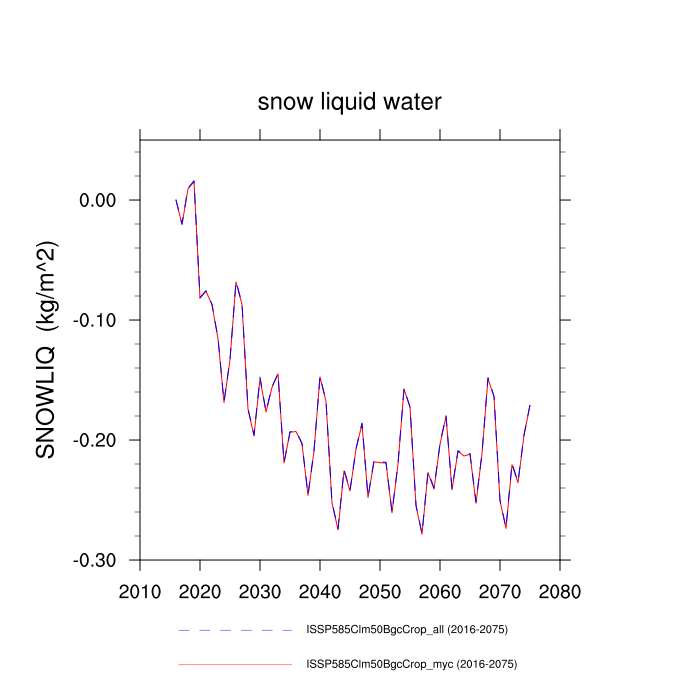 snow liquid water
SNOWLIQ (kg/m^2)
0.00
-0.10
-0.20
-0.30
2010 2020 2030 2040 2050 2060 2070 2080
ISSP585Clm50BgcCrop_all (2016-2075)
ISSP585Clm50BgcCrop_myc (2016-2075)